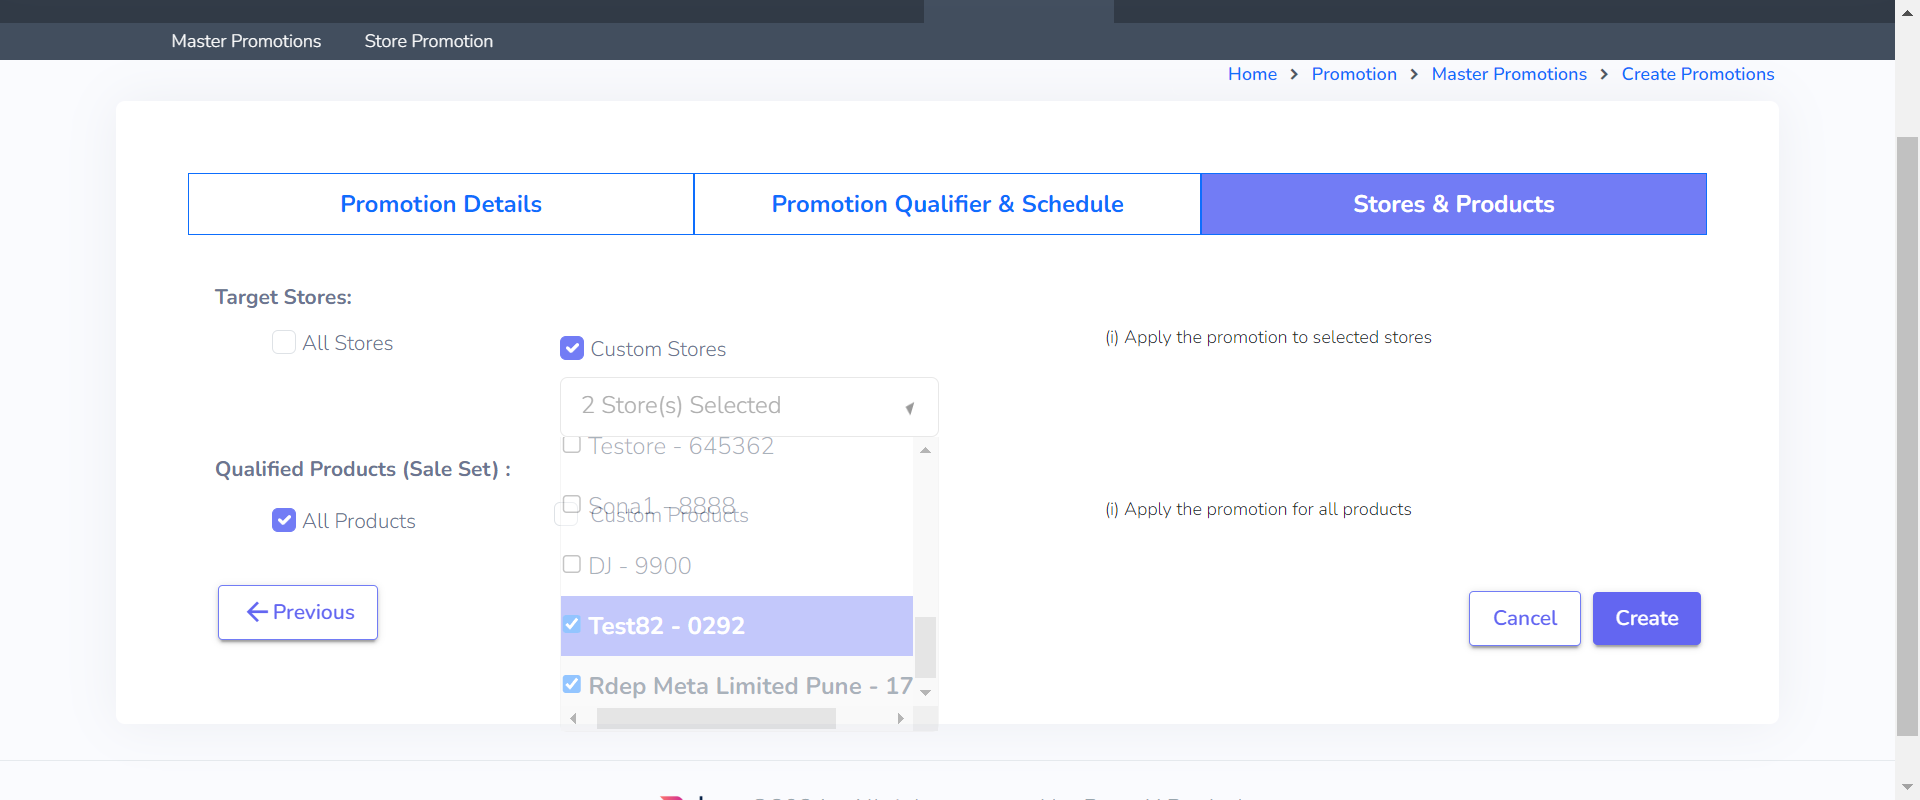 Master Promotions Store Promotion
Home > Promotion > Master Promotions > Create Promotions
Promotion Details Promotion Qualifier & Schedule Stores & Products
Target Stores:
All Stores
Custom Stores
(i) Apply the promotion to selected stores
2 Store(s) Selected
Testore - 645362
Qualified Products (Sale Set) :
Sona1 - 8888
Custom Products
(i) Apply the promotion for all products
All Products
DJ - 9900
Previous
Test82 - 0292
Cancel Create
Rdep Meta Limited Pune - 17